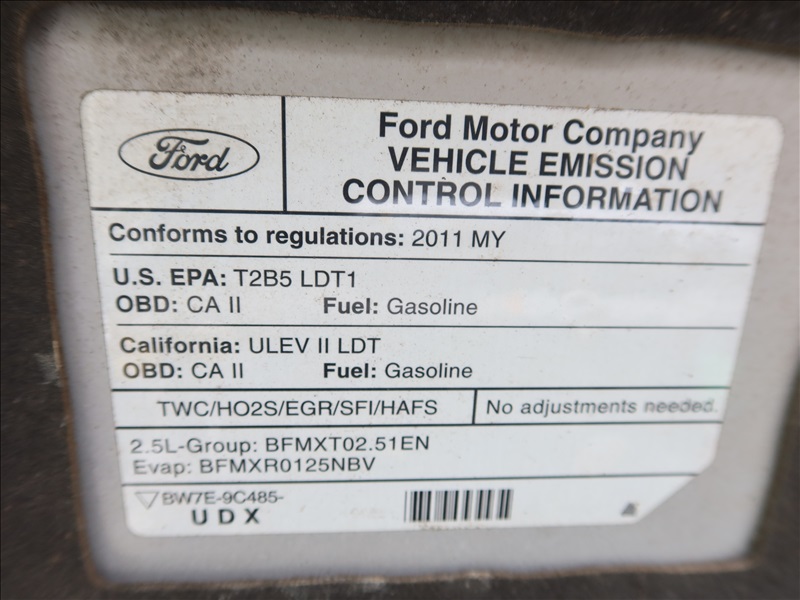 Ford
Ford Motor Company
VEHICLE EMISSION
CONTROL INFORMATION
Conforms to regulations: 2011 MY
U.S. EPA: T2B5 LDT1
OBD: CA II Fuel: Gasoline
California: ULEV II LDT
OBD: CA II Fuel: Gasoline
TWC/HO2S/EGR/SFI/HAFS No adjustments needed.
2.5L-Group: BFMXT02.51EN
Evap: BFMXR0125NBV
BW7E-9C485-
UDX